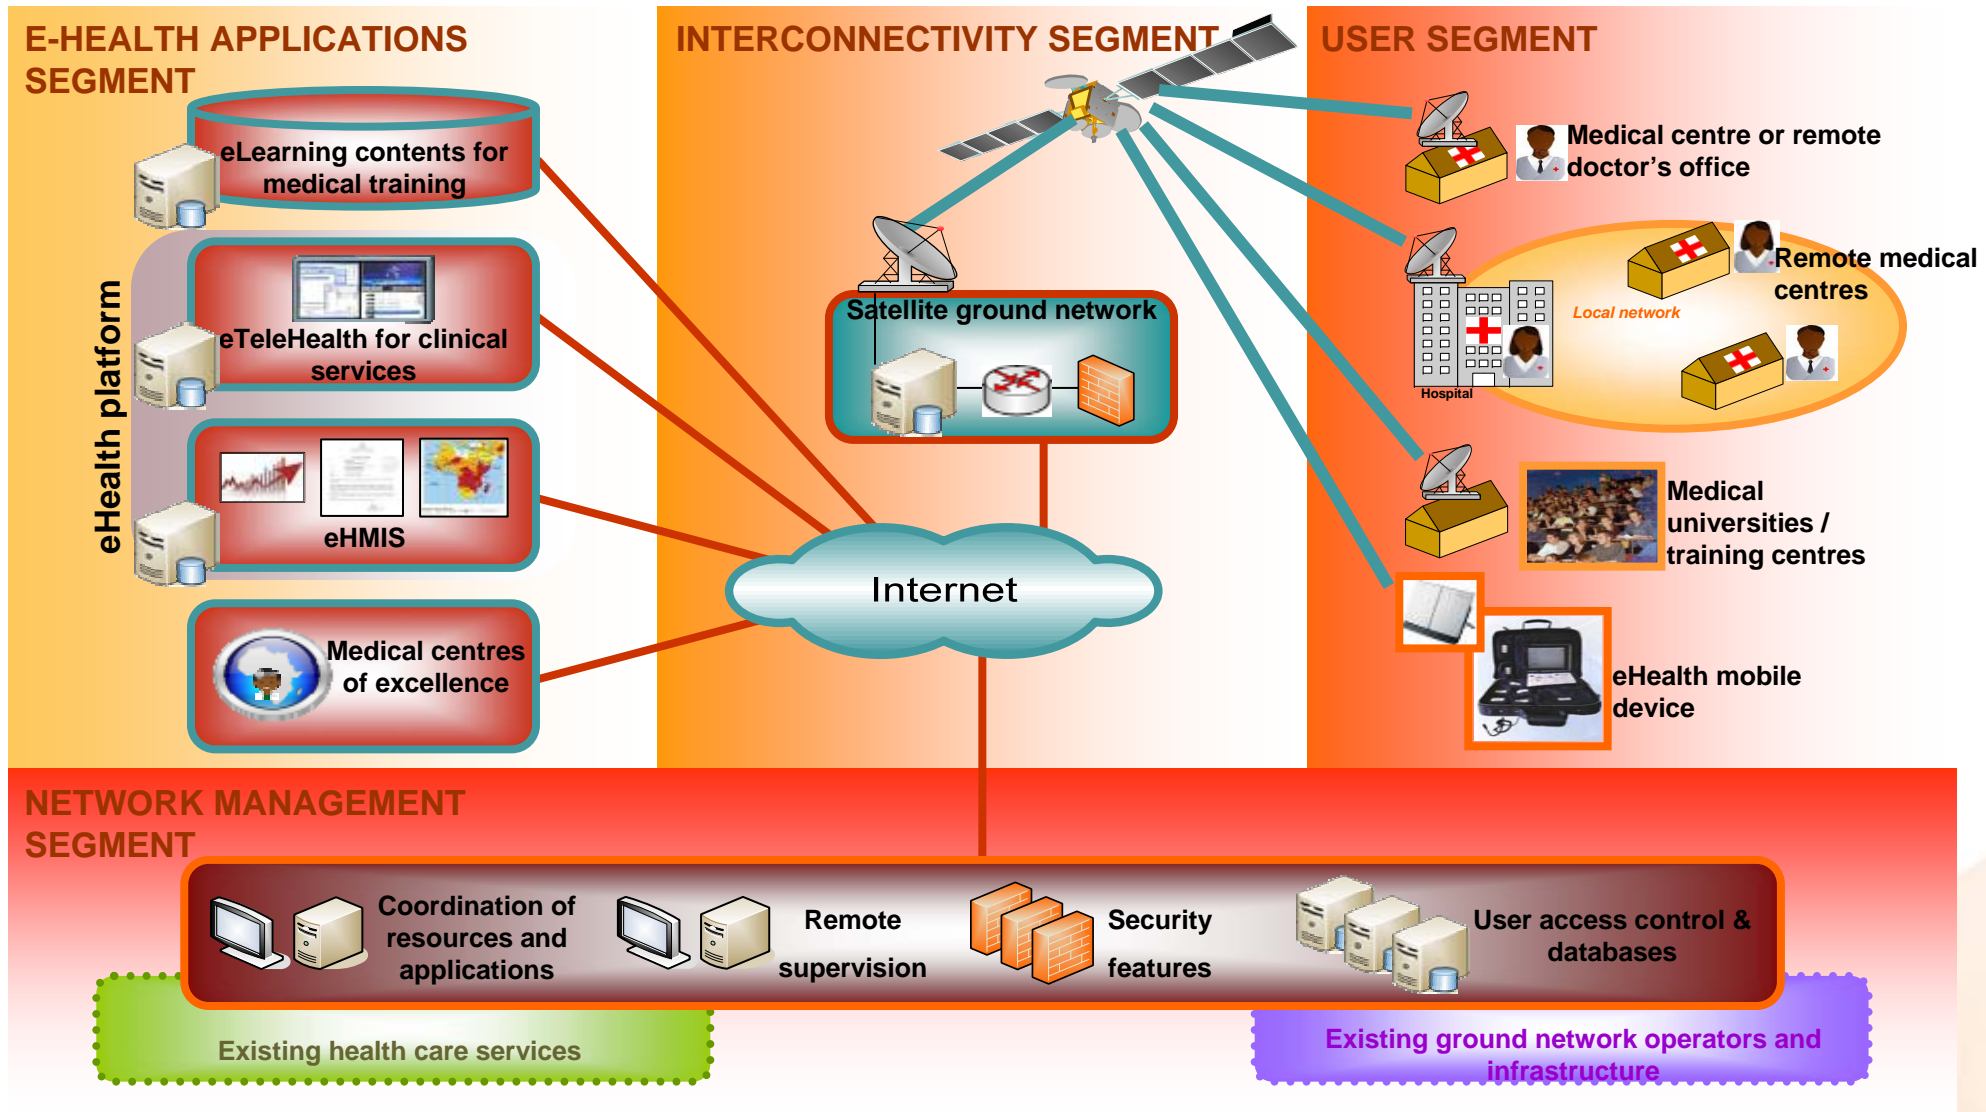 E-HEALTH APPLICATIONS
SEGMENT
eLearning contents for
medical training
eHealth platform
eTeleHealth for clinical
services
eHMIS
Medical centres
of excellence
INTERCONNECTIVITY SEGMENT
Satellite ground network
Internet
USER SEGMENT
Medical centre or remote
doctor’s office
Remote medical
centres
Local network
Hospital
Medical
universities /
training centres
eHealth mobile
device
NETWORK MANAGEMENT
SEGMENT
Coordination of
resources and
applications
Remote
supervision
Security
features
User access control &
databases
Existing health care services
Existing ground network operators and
infrastructure